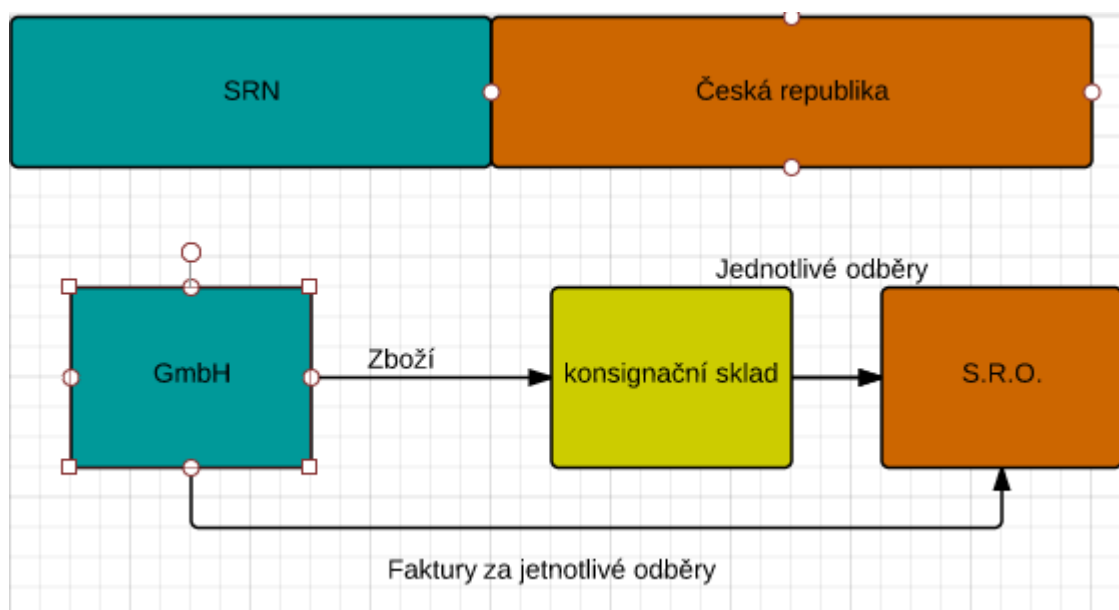 SRN
Česká republika
Jednotlivé odběry
Zboží
GmbH
konsignační sklad
S.R.O.
Faktury za jetnotlivé odběry